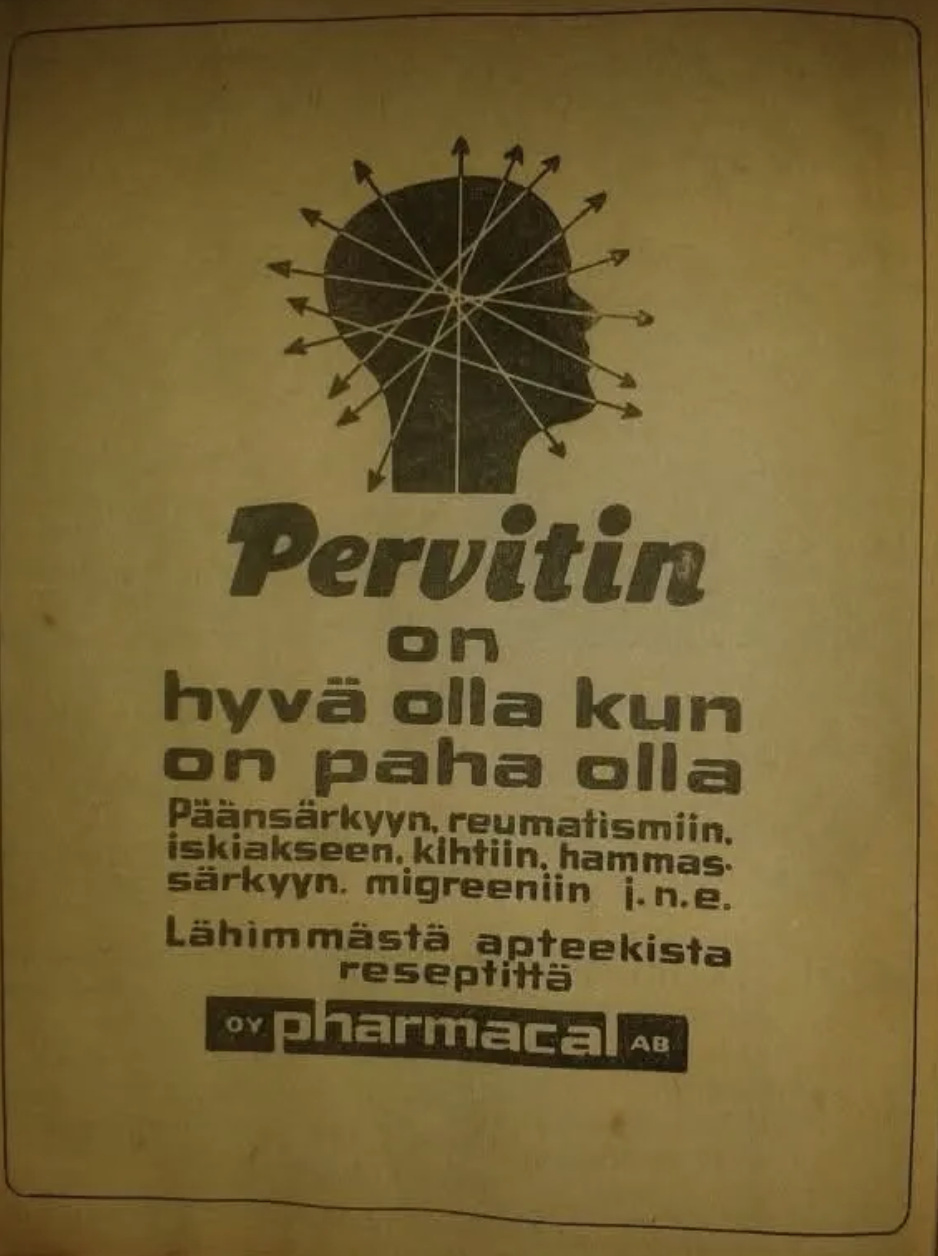 Pervitin
on
hyvä olla kun
on paha olla
Päänsärkyyn, reumatismiin,
iskiakseen, kihtiin, hammas-
särkyyn, migreeniin j.n.e.
Lähimmästä apteekista
reseptittä
OY pharmacal AB